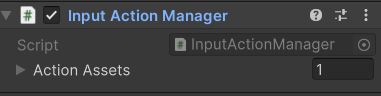 Input Action Manager
Script InputActionManager
Action Assets 1